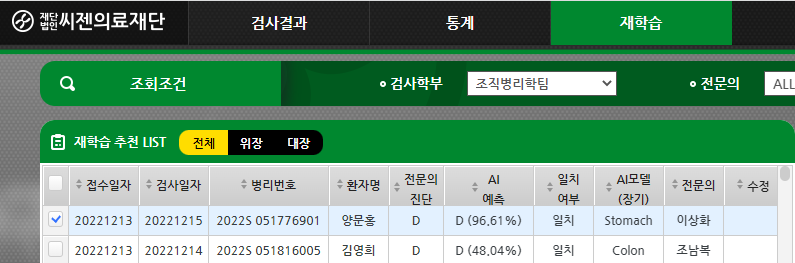 재단법인 씨젠의료재단 검사결과 통계 재학습
조회조건 검사학부 조직병리학팀 전문의 ALL
재학습 추천 LIST 전체 위장 대장
접수일자 검사일자 병리번호 환자명 전문의 진단 AI 예측 일치 여부 AI모델 (장기) 전문의 수정
20221213 20221215 2022S 051776901 양문홍 D D (96.61%) 일치 Stomach 이상화
20221213 20221214 2022S 051816005 김영희 D D (48.04%) 일치 Colon 조남복